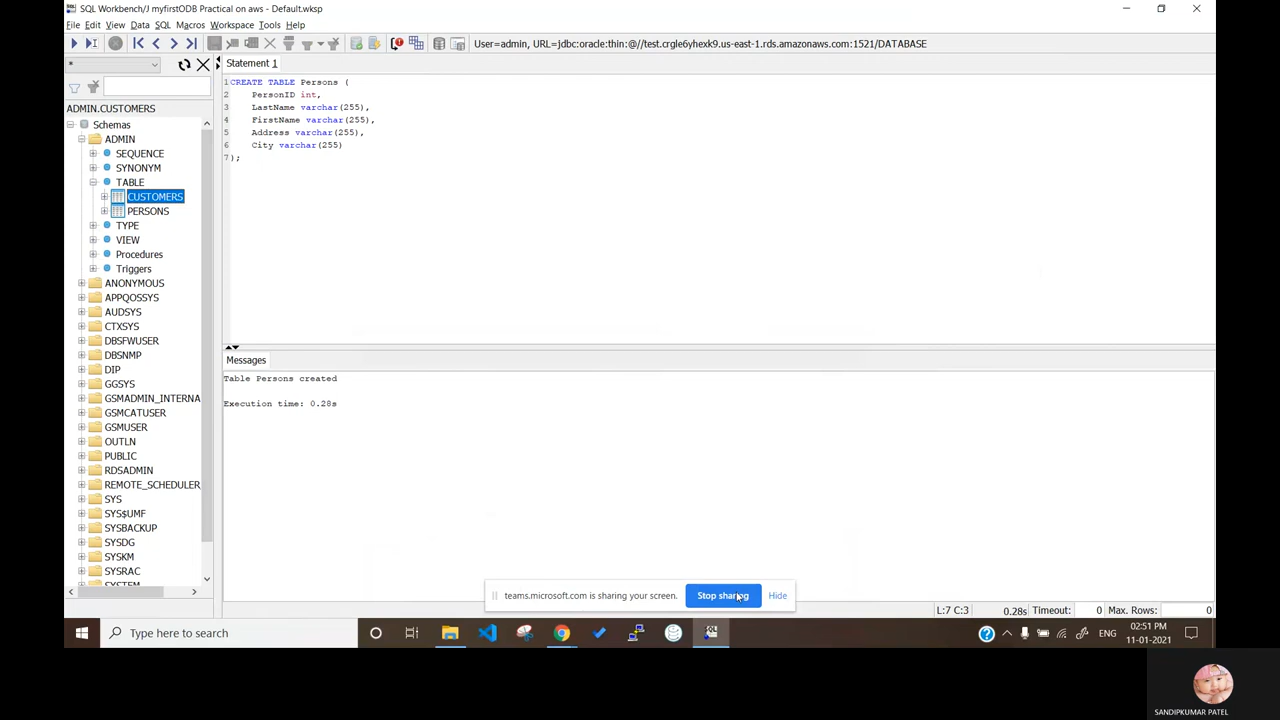 SQL Workbench/J myfirstODB Practical on aws - Default.wksp
File Edit View Data SQL Macros Workspace Tools Help
User=admin, URL=jdbc:oracle:thin:@//test.crgle6yhexk9.us-east-1.rds.amazonaws.com:1521/DATABASE
*
Statement 1
ADMIN.CUSTOMERS
Schemas
ADMIN
SEQUENCE
SYNONYM
TABLE
CUSTOMERS
PERSONS
TYPE
VIEW
Procedures
Triggers
ANONYMOUS
APPQOSSYS
AUDSYS
CTXSYS
DBSFWUSER
DBSNMP
DIP
GGSYS
GSMADMIN_INTERNA
GSMCATUSER
GSMUSER
OUTLN
PUBLIC
RDSADMIN
REMOTE_SCHEDULER
SYS
SYS$UMF
SYSBACKUP
SYSDG
SYSKM
SYSRAC
SYSTEM
1 CREATE TABLE Persons (
2 PersonID int,
3 LastName varchar(255),
4 FirstName varchar(255),
5 Address varchar(255),
6 City varchar(255)
7 );
Messages
Table Persons created
Execution time: 0.28s
teams.microsoft.com is sharing your screen. Stop sharing Hide
L:7 C:3 0.28s Timeout: 0 Max. Rows: 0
Type here to search
ENG
02:51 PM
11-01-2021
SANDIPKUMAR PATEL